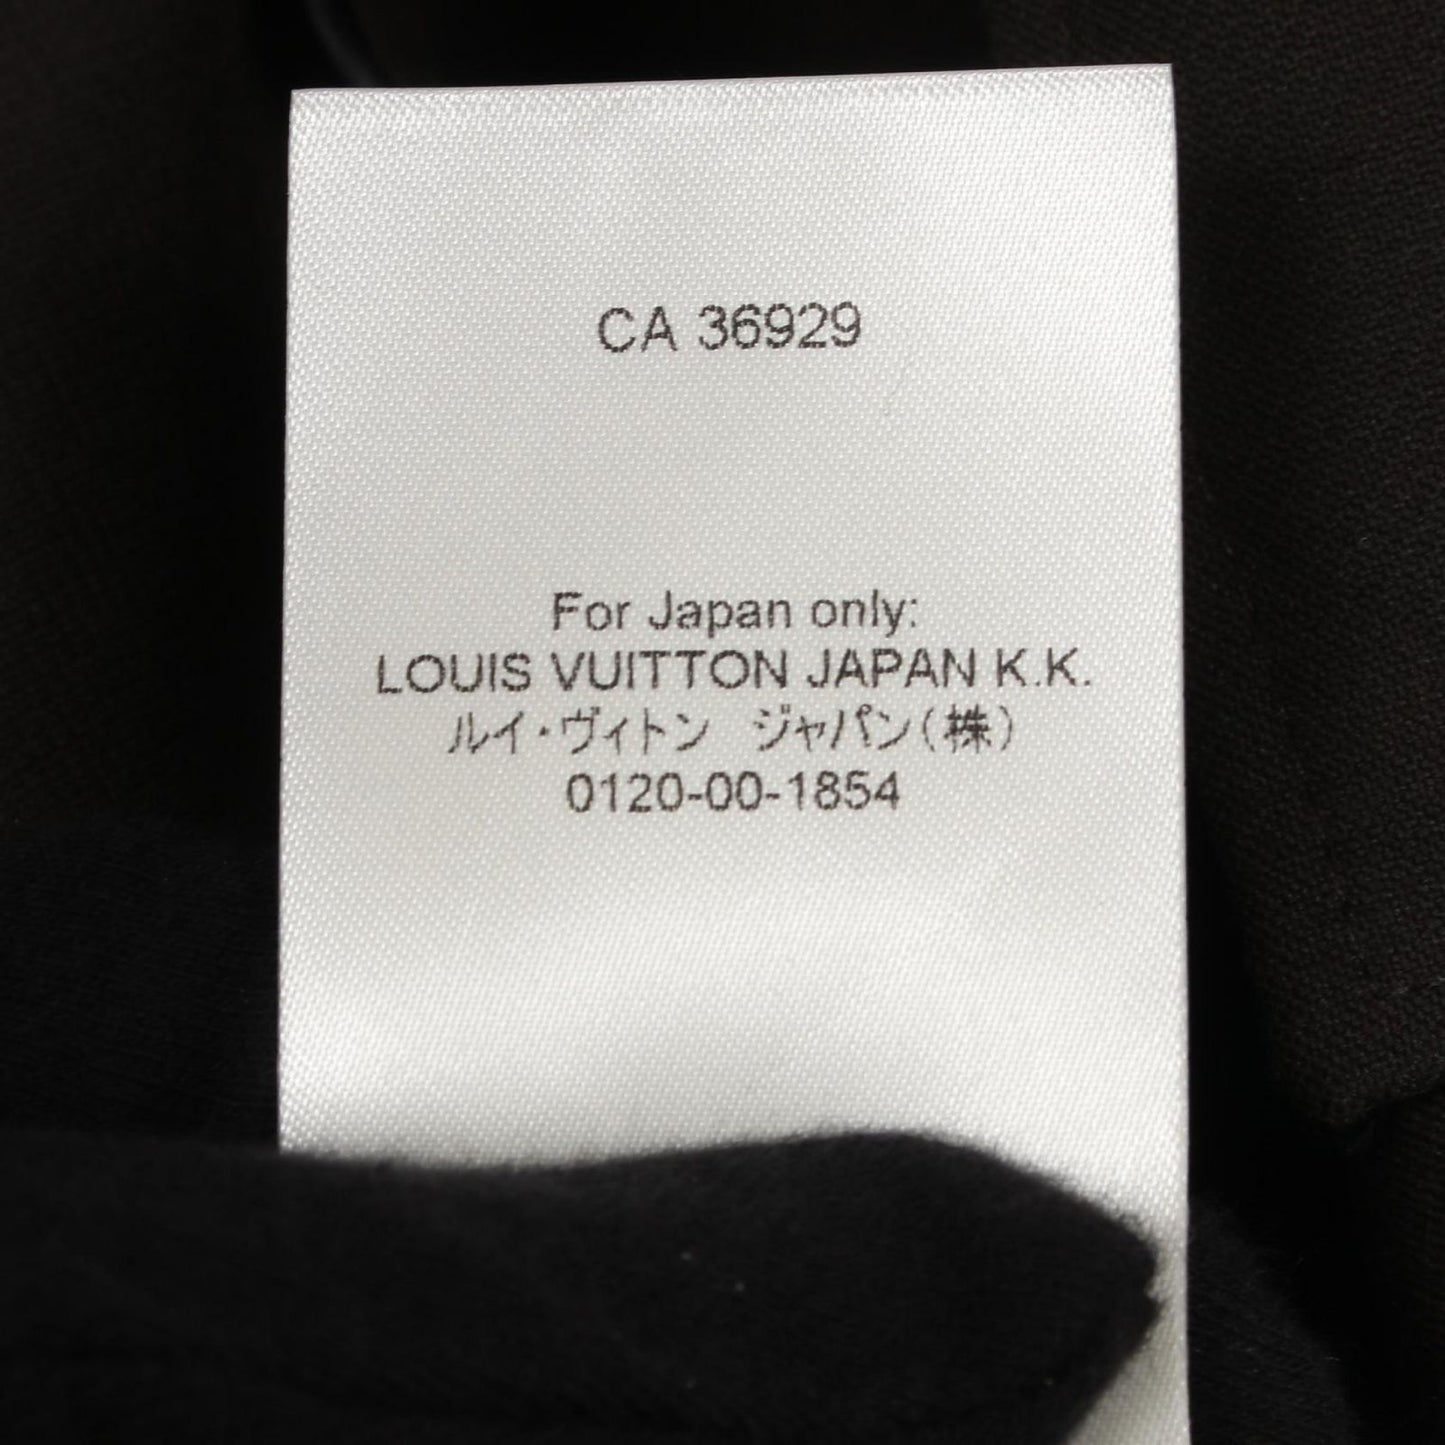 CA 36929
For Japan only:
LOUIS VUITTON JAPAN K.K.
ルイ・ヴィトン ジャパン(株)
0120-00-1854